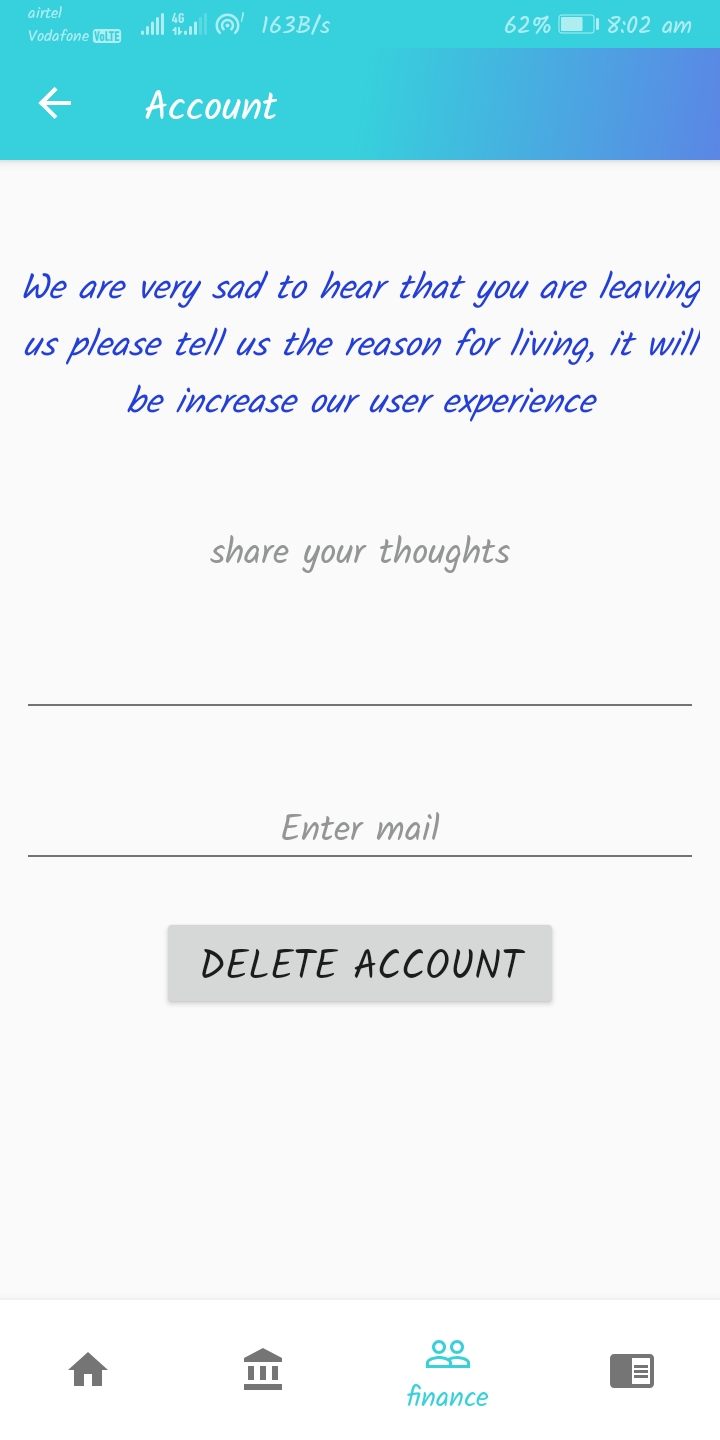 airtel
Vodafone VoLTE 4G 163B/s 62% 8:02 am
Account
We are very sad to hear that you are leaving
us please tell us the reason for living, it will
be increase our user experience
share your thoughts
Enter mail
DELETE ACCOUNT
finance